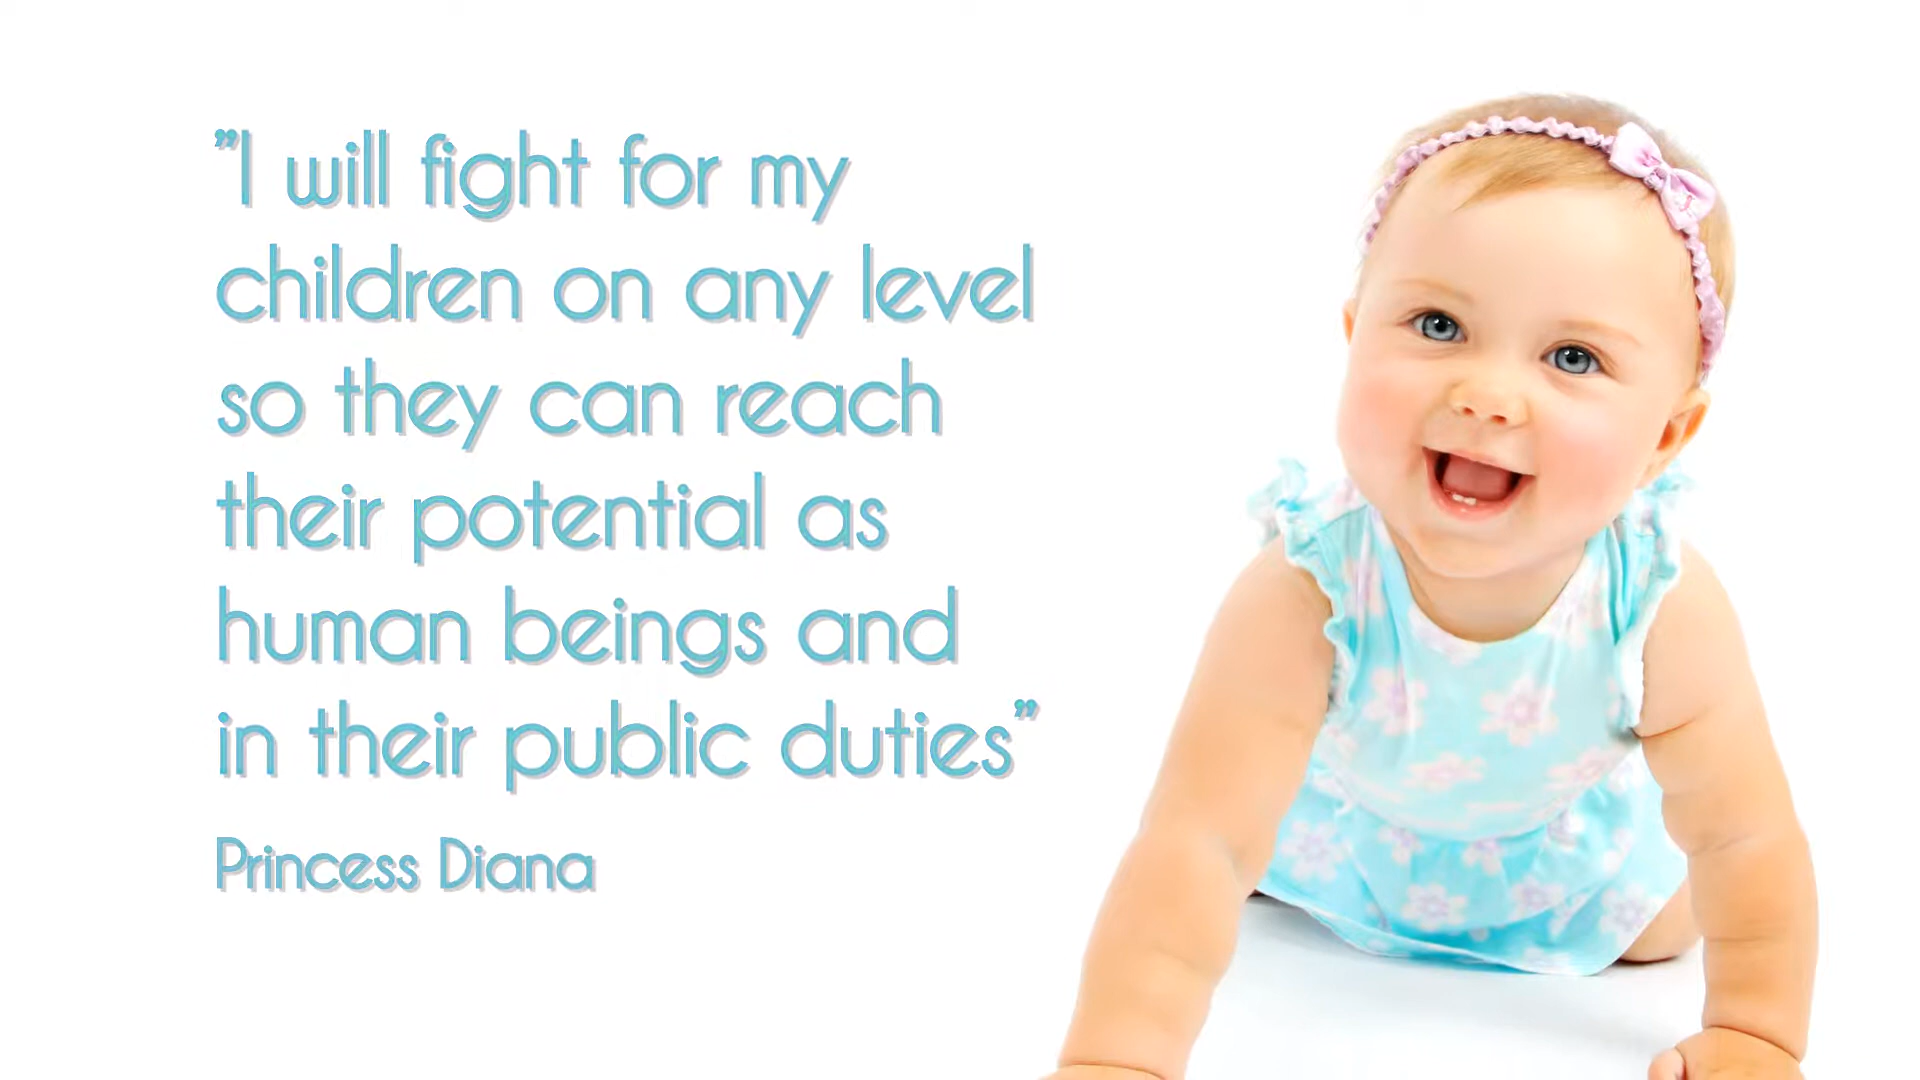 ”I will fight for my
children on any level
so they can reach
their potential as
human beings and
in their public duties”
Princess Diana